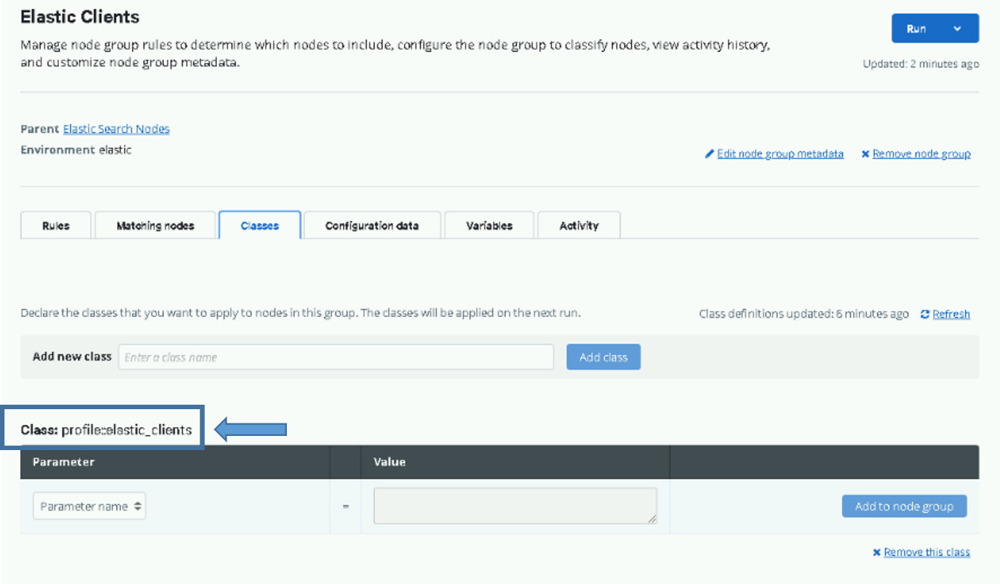 Elastic Clients
Run
Manage node group rules to determine which nodes to include, configure the node group to classify nodes, view activity history,
and customize node group metadata.
Updated: 2 minutes ago
Parent Elastic Search Nodes
Environment elastic
Edit node group metadata
Remove node group
Rules
Matching nodes
Classes
Configuration data
Variables
Activity
Declare the classes that you want to apply to nodes in this group. The classes will be applied on the next run.
Class definitions updated: 6 minutes ago
Refresh
Add new class
Enter a class name
Add class
Class: profile::elastic_clients
Parameter
Value
Parameter name
=
Add to node group
Remove this class